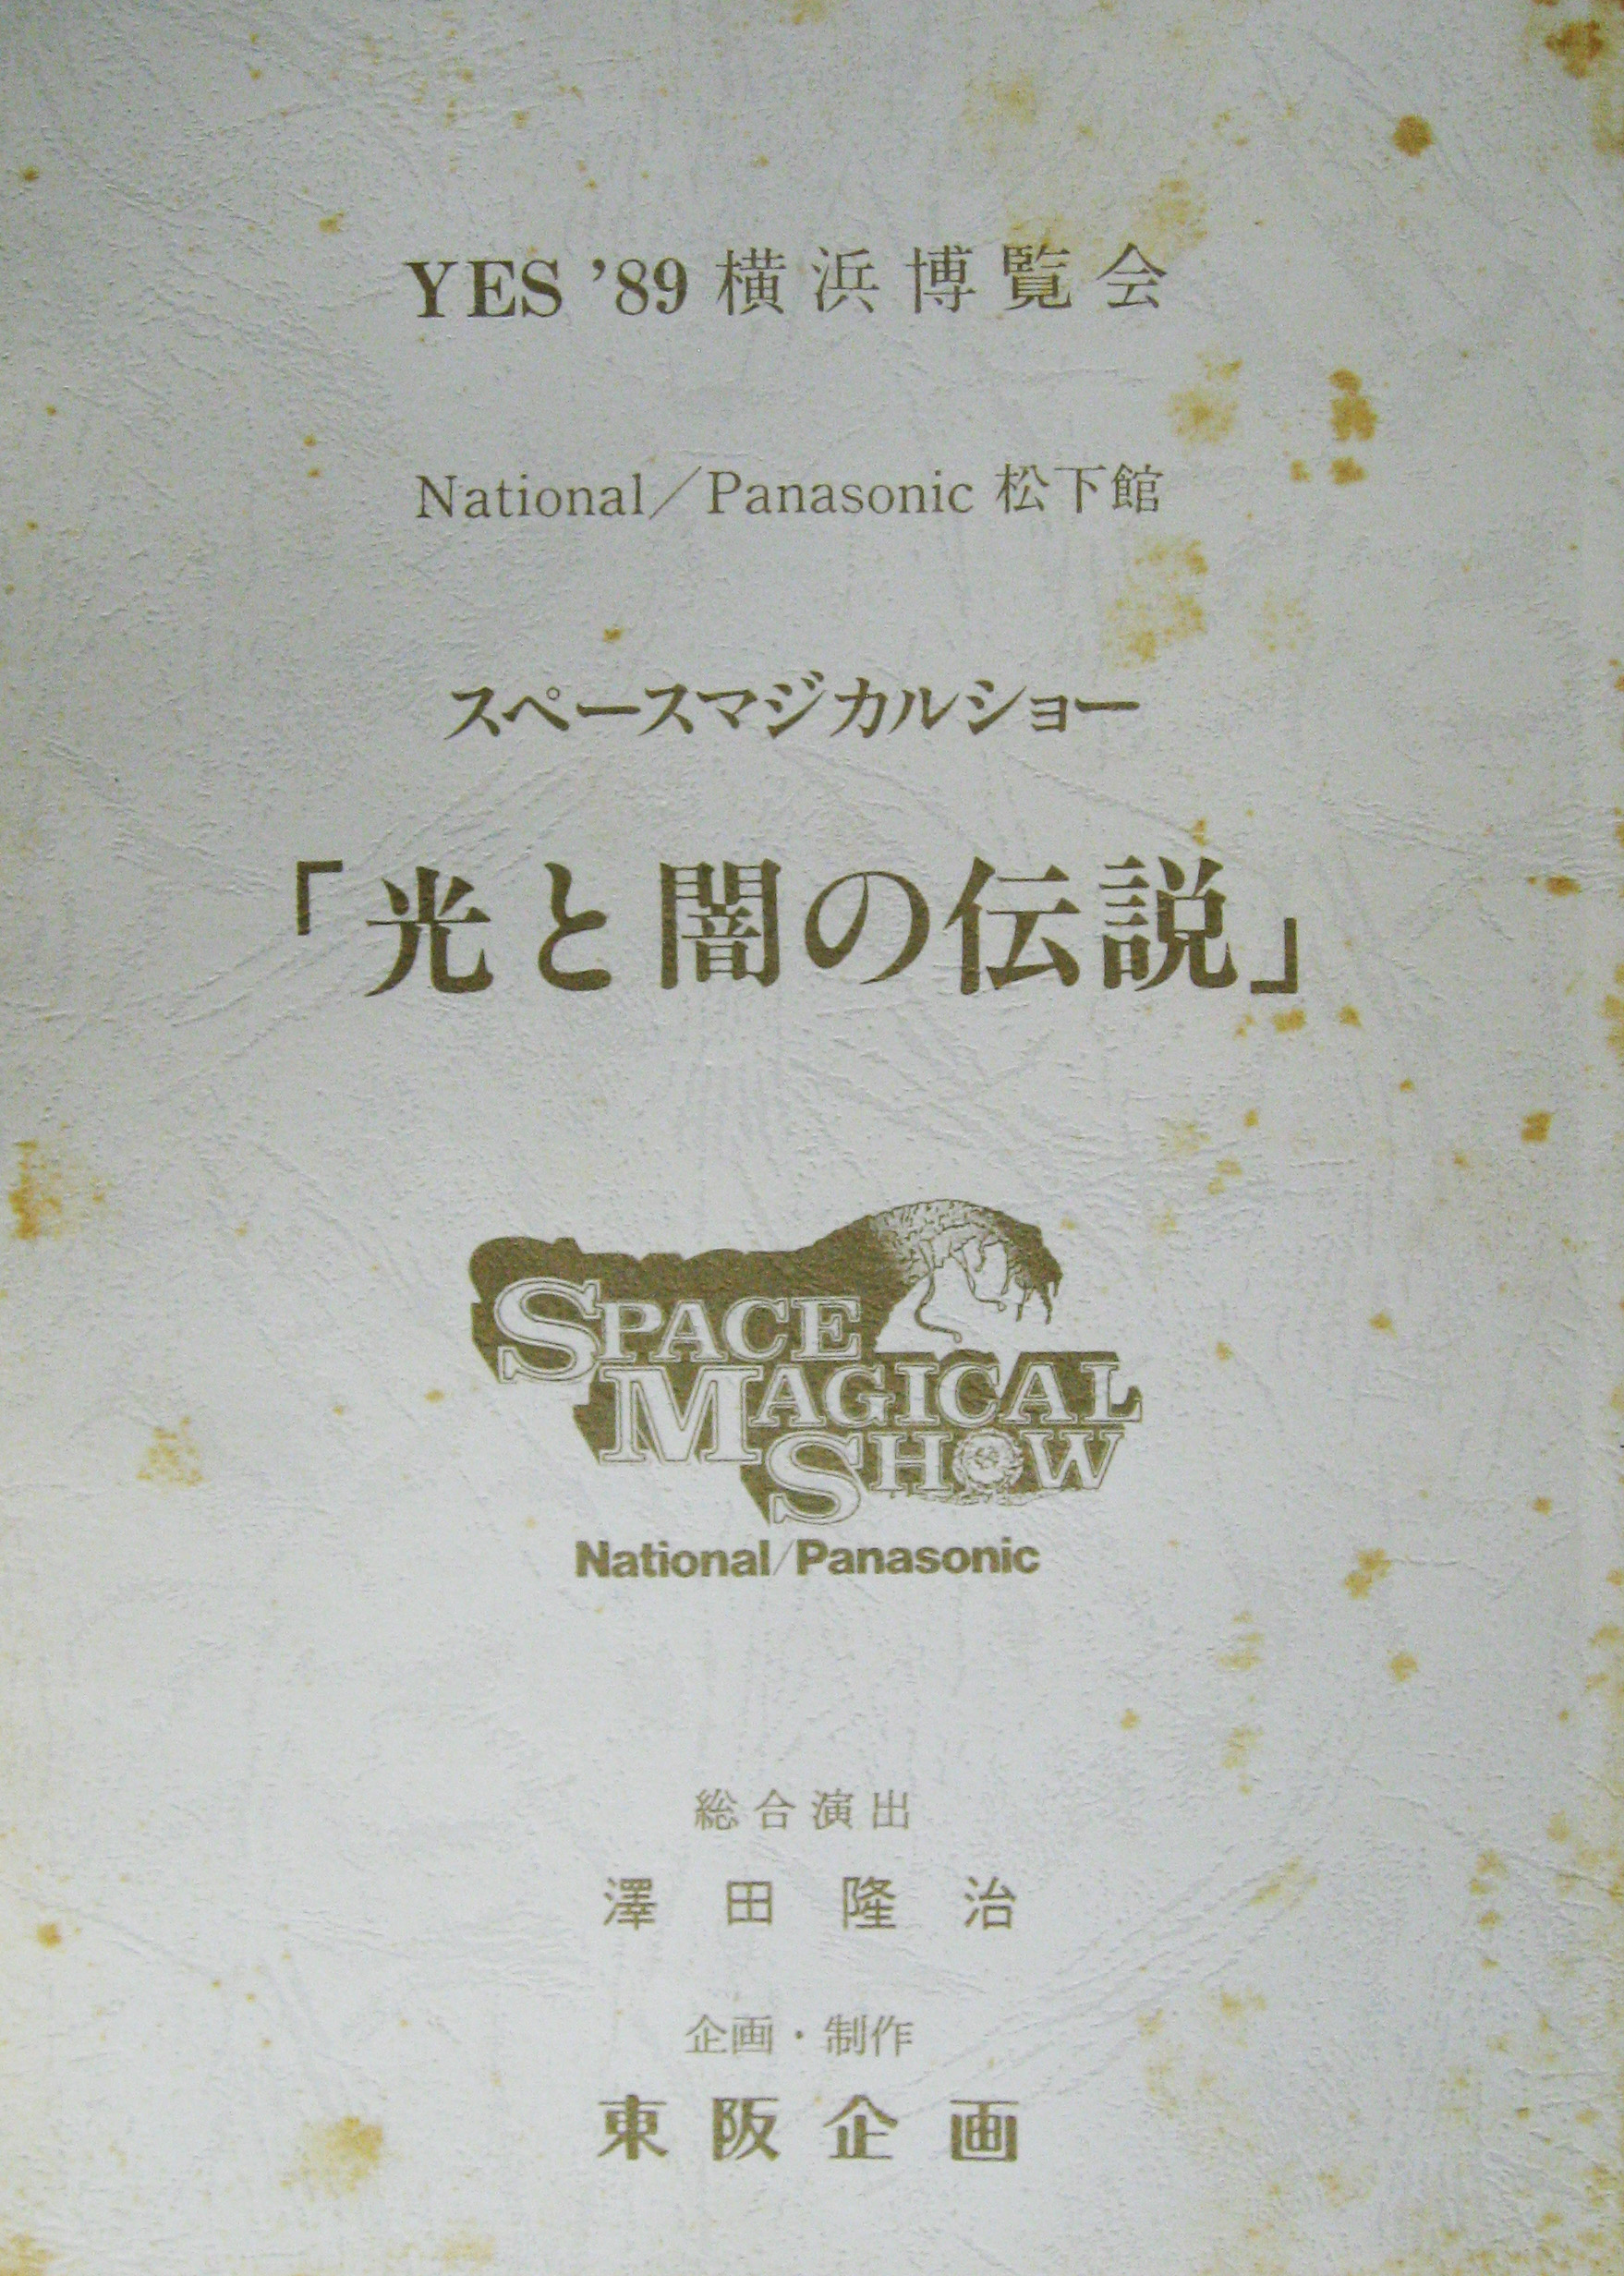 YES ’89 横浜博覧会
National／Panasonic 松下館
スペースマジカルショー
「光と闇の伝説」
SPACE
MAGICAL
SHOW
National/Panasonic
総合演出
澤田隆治
企画・制作
東阪企画